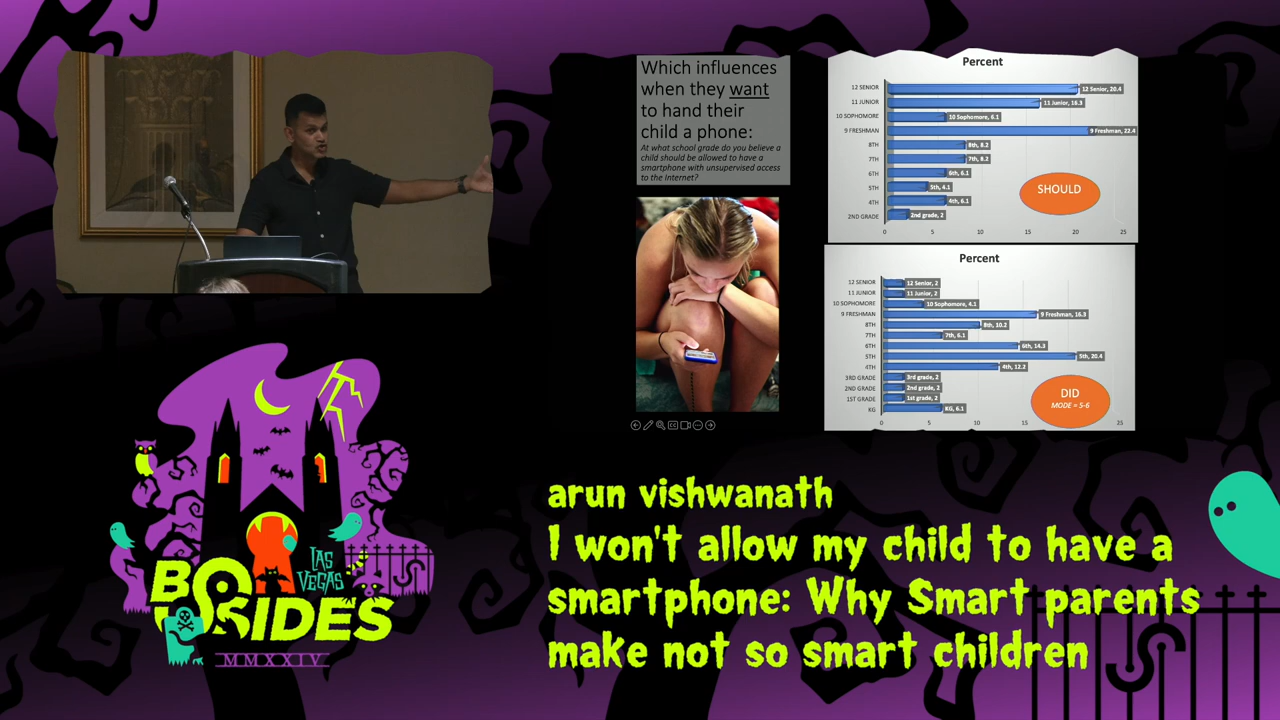 Which influences
when they want
to hand their
child a phone:
At what school grade do you believe a
child should be allowed to have a
smartphone with unsupervised access
to the Internet?
Percent
12 SENIOR
12 Senior, 20.4
11 JUNIOR
11 Junior, 16.3
10 SOPHOMORE
10 Sophomore, 6.1
9 FRESHMAN
9 Freshman, 22.4
8TH
8th, 8.2
7TH
7th, 8.2
6TH
6th, 6.1
5TH
5th, 4.1
4TH
4th, 6.1
2ND GRADE
2nd grade, 2
0 5 10 15 20 25
SHOULD
Percent
12 SENIOR
12 Senior, 2
11 JUNIOR
11 Junior, 2
10 SOPHOMORE
10 Sophomore, 4.1
9 FRESHMAN
9 Freshman, 16.3
8TH
8th, 10.2
7TH
7th, 6.1
6TH
6th, 14.3
5TH
5th, 20.4
4TH
4th, 12.2
3RD GRADE
3rd grade, 2
2ND GRADE
2nd grade, 2
1ST GRADE
1st grade, 2
KG
KG, 6.1
0 5 10 15 25
DID
MODE = 5-6
BSIDES
LAS
VEGAS
MMXXIV
arun vishwanath
I won't allow my child to have a
smartphone: Why Smart parents
make not so smart children